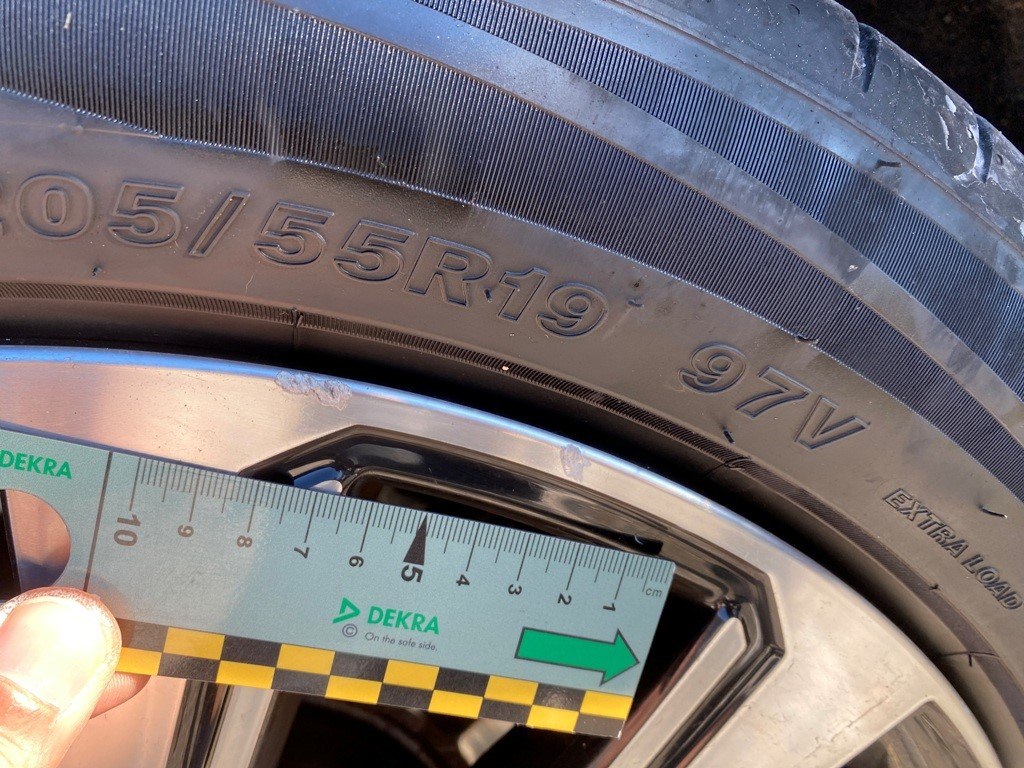 205/55R19 97V
EXTRA LOAD
DEKRA
10 9 8 7 6 5 4 3 2 1 cm
DEKRA
© On the safe side.